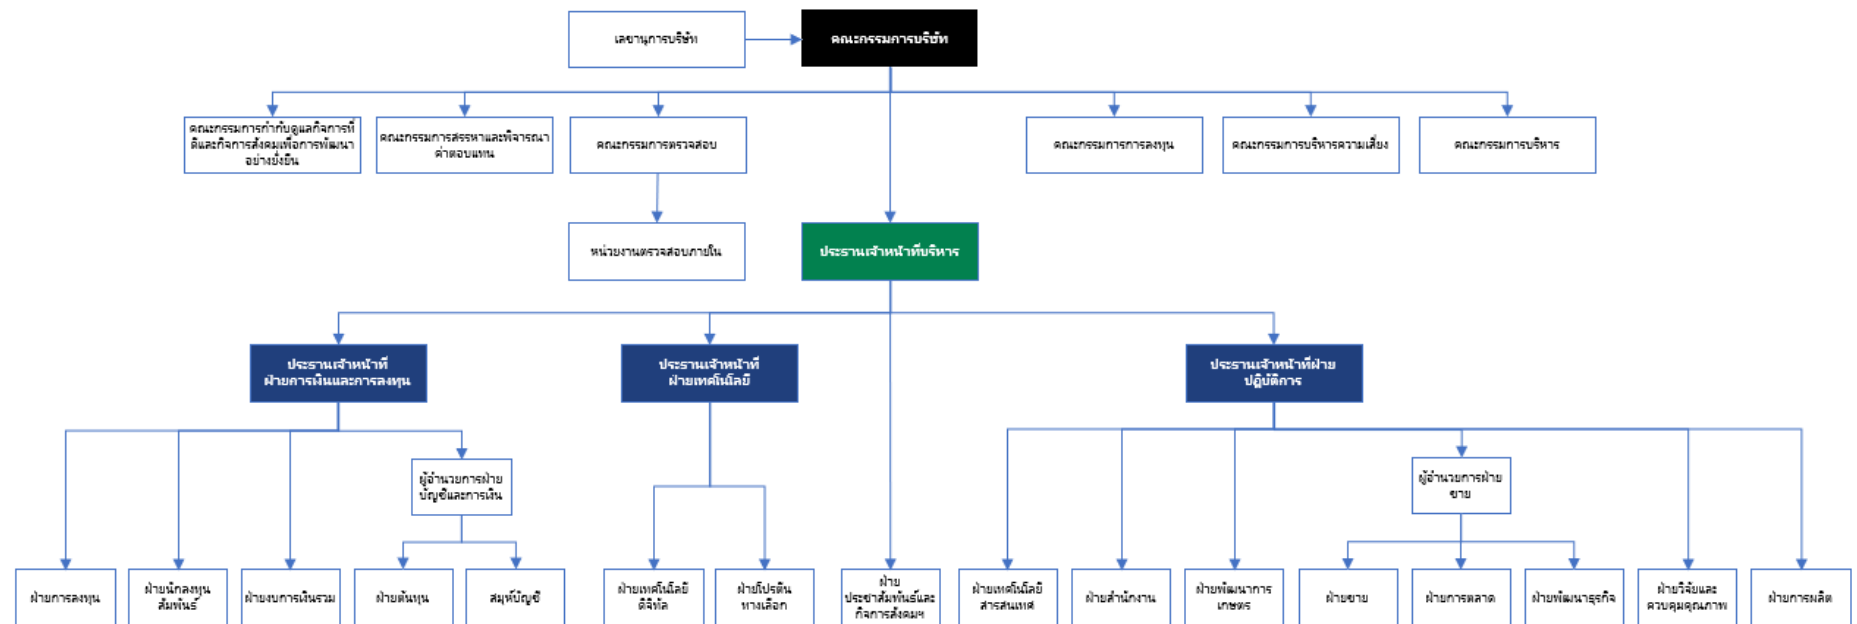 เลขานุการบริษัท
คณะกรรมการบริษัท
คณะกรรมการกำกับดูแลกิจการที่
ดีและกิจการสังคมเพื่อการพัฒนา
อย่างยั่งยืน
คณะกรรมการสรรหาและพิจารณา
ค่าตอบแทน
คณะกรรมการตรวจสอบ
คณะกรรมการการลงทุน
คณะกรรมการบริหารความเสี่ยง
คณะกรรมการบริหาร
หน่วยงานตรวจสอบภายใน
ประธานเจ้าหน้าที่บริหาร
ประธานเจ้าหน้าที่
ฝ่ายการเงินและการลงทุน
ประธานเจ้าหน้าที่
ฝ่ายเทคโนโลยี
ประธานเจ้าหน้าที่ฝ่าย
ปฏิบัติการ
ผู้อำนวยการฝ่าย
บัญชีและการเงิน
ผู้อำนวยการฝ่าย
ขาย
ฝ่ายการลงทุน
ฝ่ายนักลงทุน
สัมพันธ์
ฝ่ายงบการเงินรวม
ฝ่ายต้นทุน
สมุห์บัญชี
ฝ่ายเทคโนโลยี
ดิจิทัล
ฝ่ายโปรตีน
ทางเลือก
ฝ่าย
ประชาสัมพันธ์และ
กิจการสังคมฯ
ฝ่ายเทคโนโลยี
สารสนเทศ
ฝ่ายสำนักงาน
ฝ่ายพัฒนาการ
เกษตร
ฝ่ายขาย
ฝ่ายการตลาด
ฝ่ายพัฒนาธุรกิจ
ฝ่ายวิจัยและ
ควบคุมคุณภาพ
ฝ่ายการผลิต